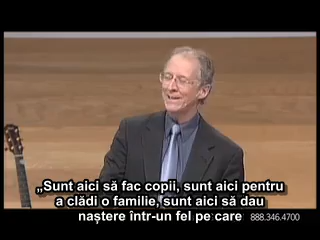 „Sunt aici să fac copii, sunt aici pentru
a clădi o familie, sunt aici să dau
naștere într-un fel pe care
888.346.4700